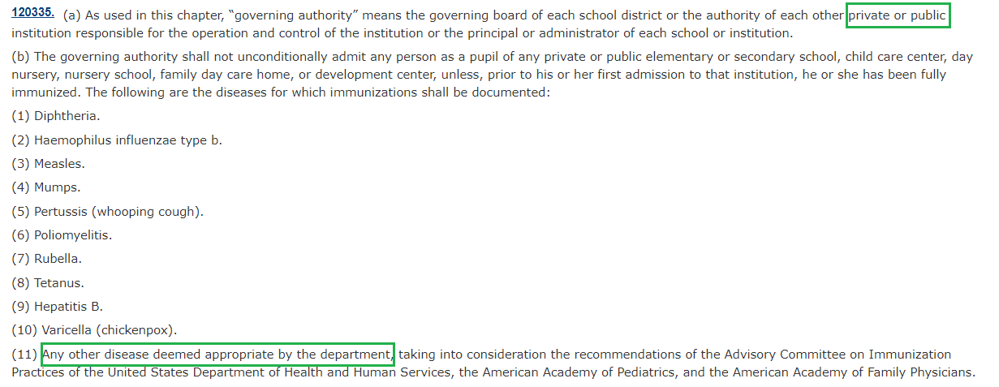 120335. (a) As used in this chapter, “governing authority” means the governing board of each school district or the authority of each other private or public
institution responsible for the operation and control of the institution or the principal or administrator of each school or institution.
(b) The governing authority shall not unconditionally admit any person as a pupil of any private or public elementary or secondary school, child care center, day
nursery, nursery school, family day care home, or development center, unless, prior to his or her first admission to that institution, he or she has been fully
immunized. The following are the diseases for which immunizations shall be documented:
(1) Diphtheria.
(2) Haemophilus influenzae type b.
(3) Measles.
(4) Mumps.
(5) Pertussis (whooping cough).
(6) Poliomyelitis.
(7) Rubella.
(8) Tetanus.
(9) Hepatitis B.
(10) Varicella (chickenpox).
(11) Any other disease deemed appropriate by the department, taking into consideration the recommendations of the Advisory Committee on Immunization
Practices of the United States Department of Health and Human Services, the American Academy of Pediatrics, and the American Academy of Family Physicians.